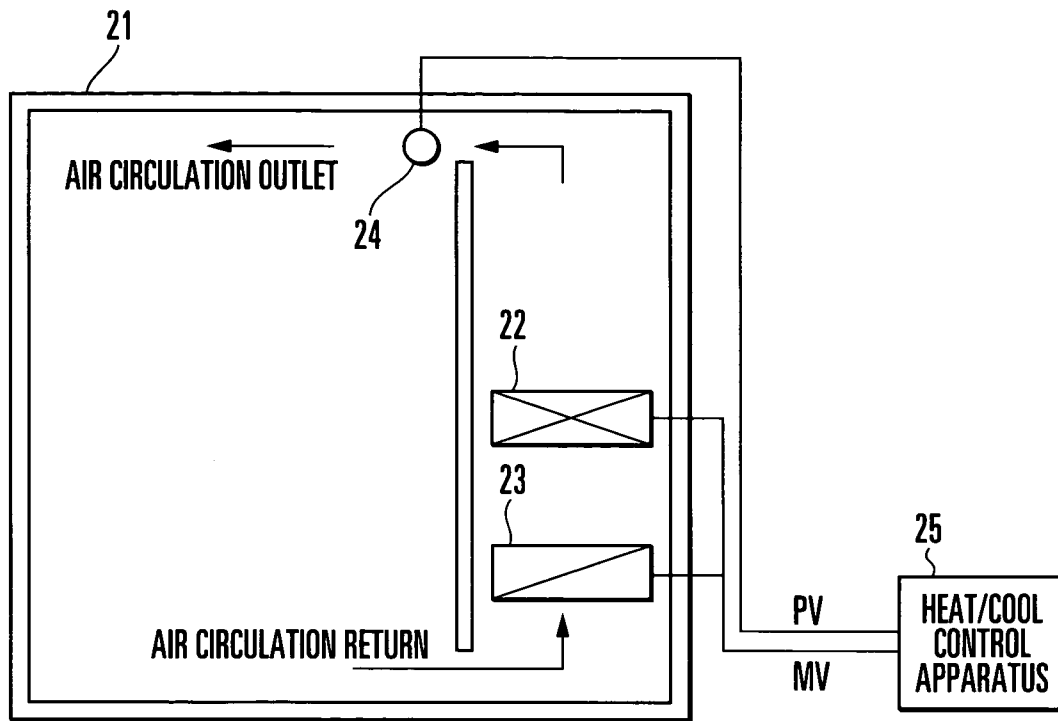 21
AIR CIRCULATION OUTLET
24
22
23
25
AIR CIRCULATION RETURN
PV
MV
HEAT/COOL
CONTROL
APPARATUS